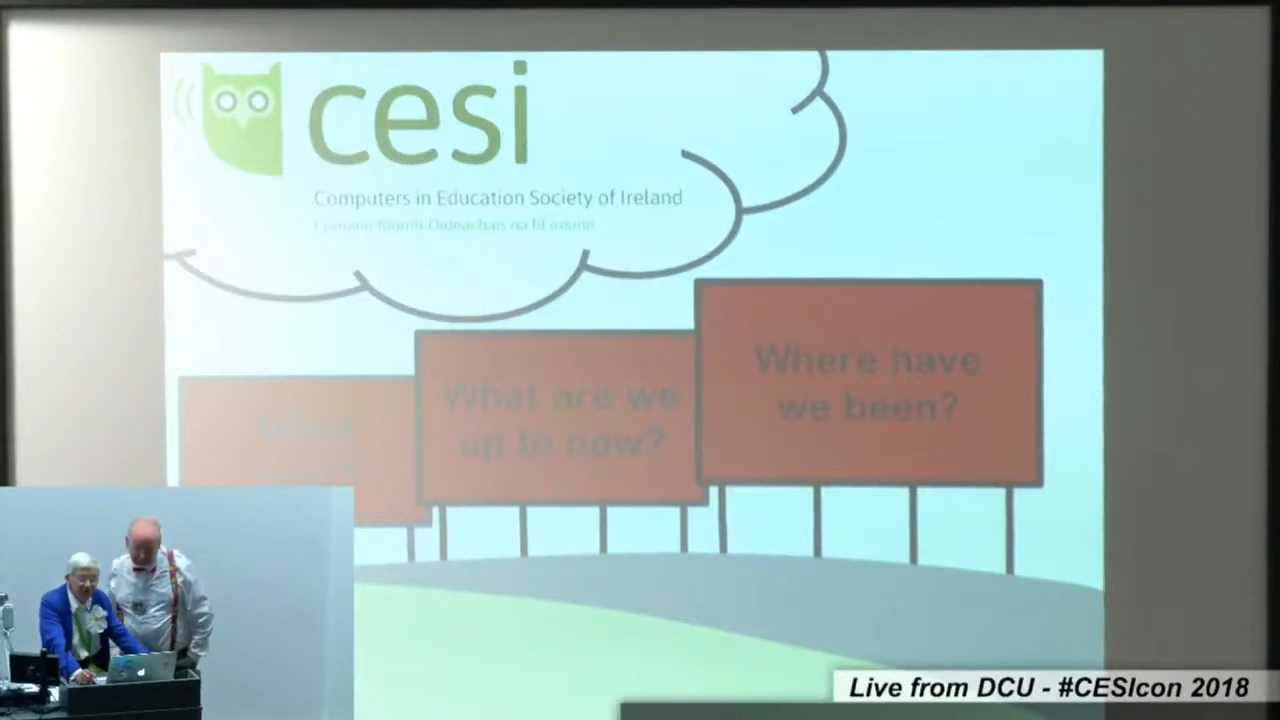 cesi
Computers in Education Society of Ireland
Where have
we been?
What are we
up to now?
What
Live from DCU - #CESIcon 2018